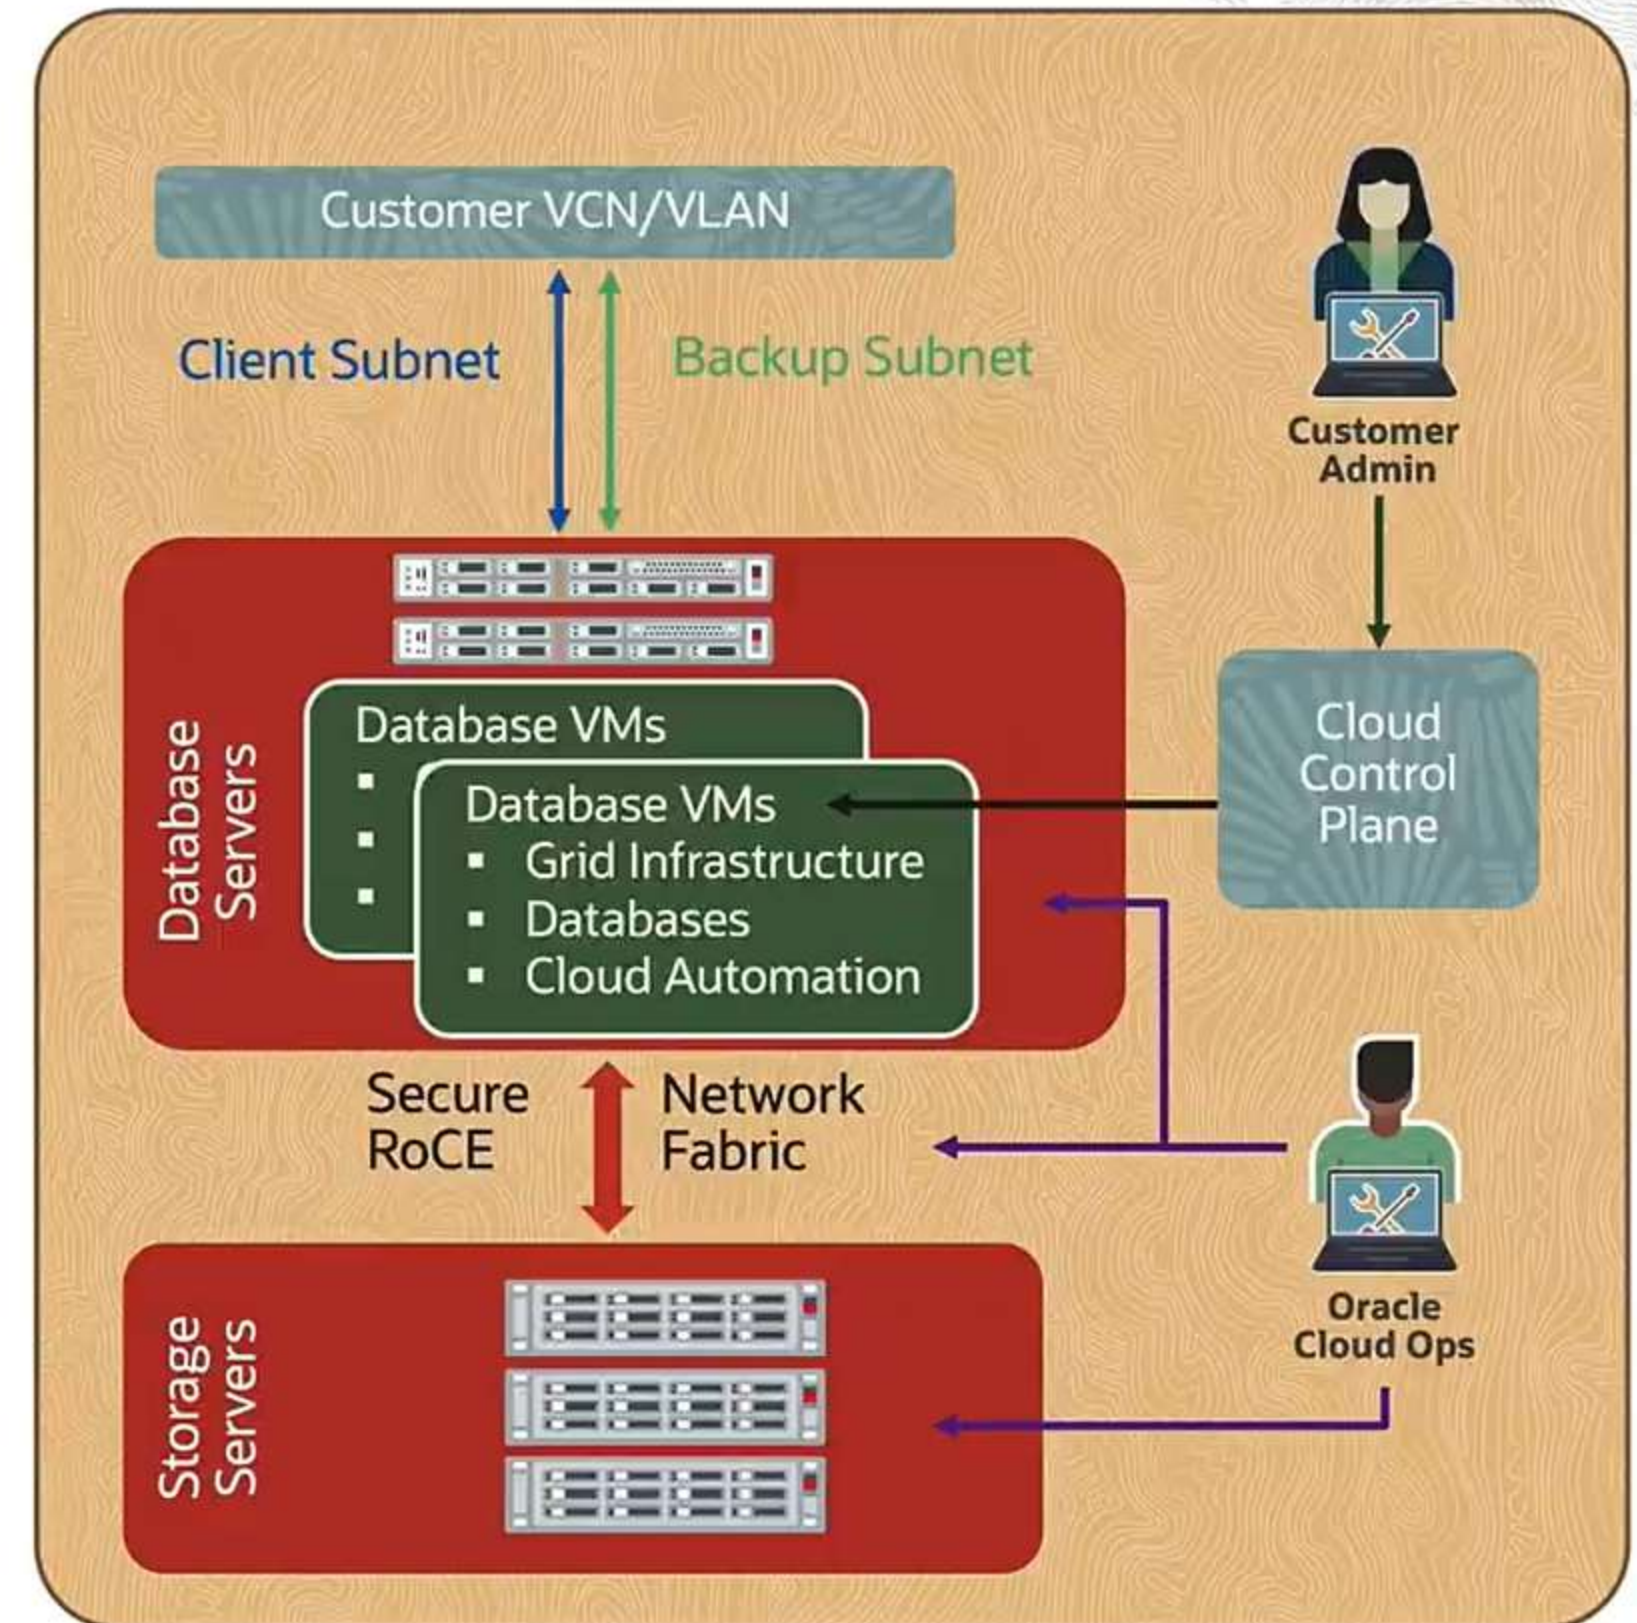 Customer VCN/VLAN
Client Subnet
Backup Subnet
Customer
Admin
Database
Servers
Database VMs
Database VMs
▪ Grid Infrastructure
▪ Databases
▪ Cloud Automation
Cloud
Control
Plane
Secure
RoCE
Network
Fabric
Oracle
Cloud Ops
Storage
Servers